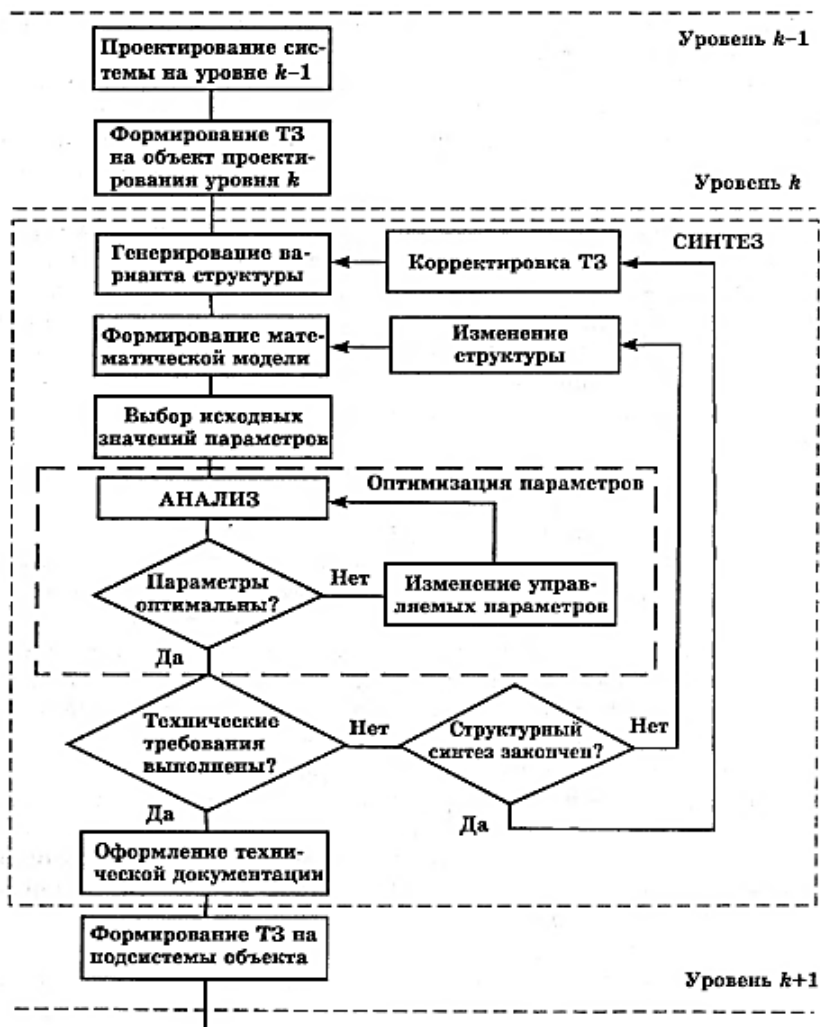 Уровень k–1
Проектирование сис-
темы на уровне k–1
Формирование ТЗ
на объект проекти-
рования уровня k
Уровень k
СИНТЕЗ
Генерирование ва-
рианта структуры
Корректировка ТЗ
Формирование мате-
матической модели
Изменение
структуры
Выбор исходных
значений параметров
Оптимизация параметров
АНАЛИЗ
Параметры
оптимальны?
Нет
Изменение управ-
ляемых параметров
Да
Технические
требования
выполнены?
Нет
Структурный
синтез закончен?
Нет
Да
Да
Оформление техни-
ческой документации
Формирование ТЗ на
подсистемы объекта
Уровень k+1